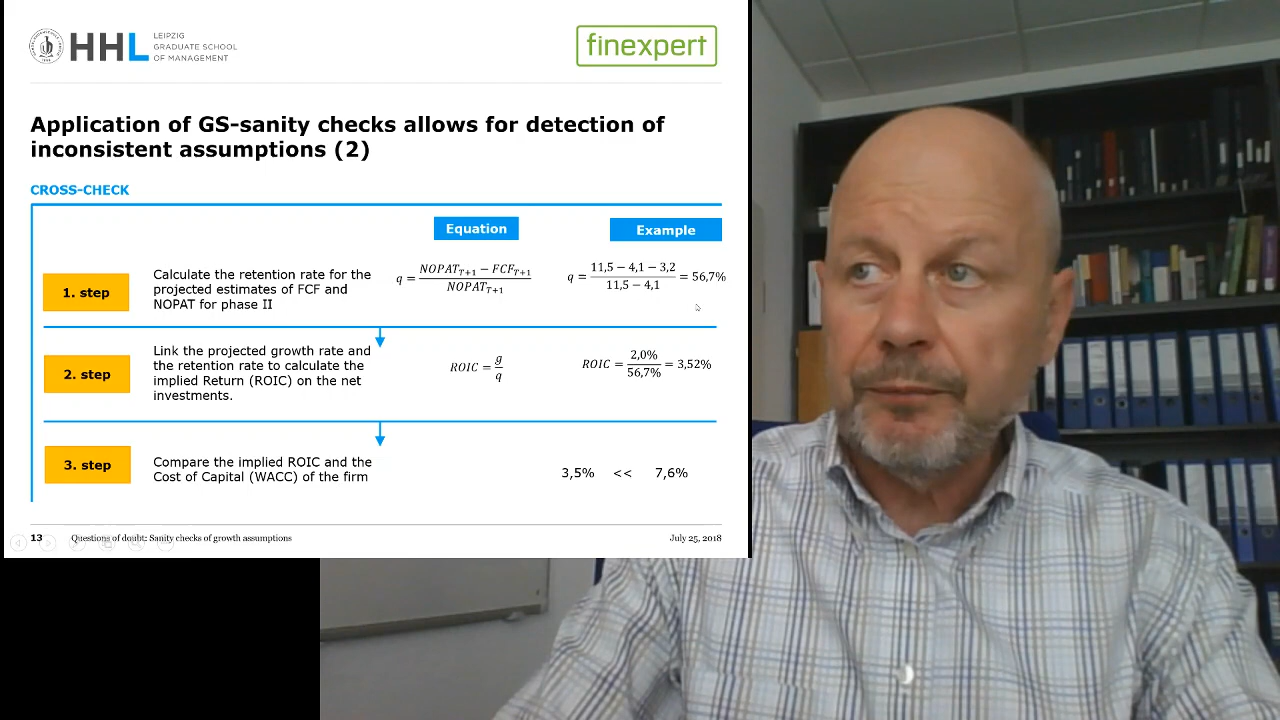 HHL
LEIPZIG
GRADUATE SCHOOL
OF MANAGEMENT
finexpert
Application of GS-sanity checks allows for detection of
inconsistent assumptions (2)
CROSS-CHECK
Equation
Example
1. step
Calculate the retention rate for the
projected estimates of FCF and
NOPAT for phase II
q = (NOPAT_{T+1} − FCF_{T+1}) / NOPAT_{T+1}
q = (11,5 − 4,1 − 3,2) / (11,5 − 4,1) = 56,7%
2. step
Link the projected growth rate and
the retention rate to calculate the
implied Return (ROIC) on the net
investments.
ROIC = g / q
ROIC = 2,0% / 56,7% = 3,52%
3. step
Compare the implied ROIC and the
Cost of Capital (WACC) of the firm
3,5% << 7,6%
13 Questions of doubt: Sanity checks of growth assumptions July 25, 2018